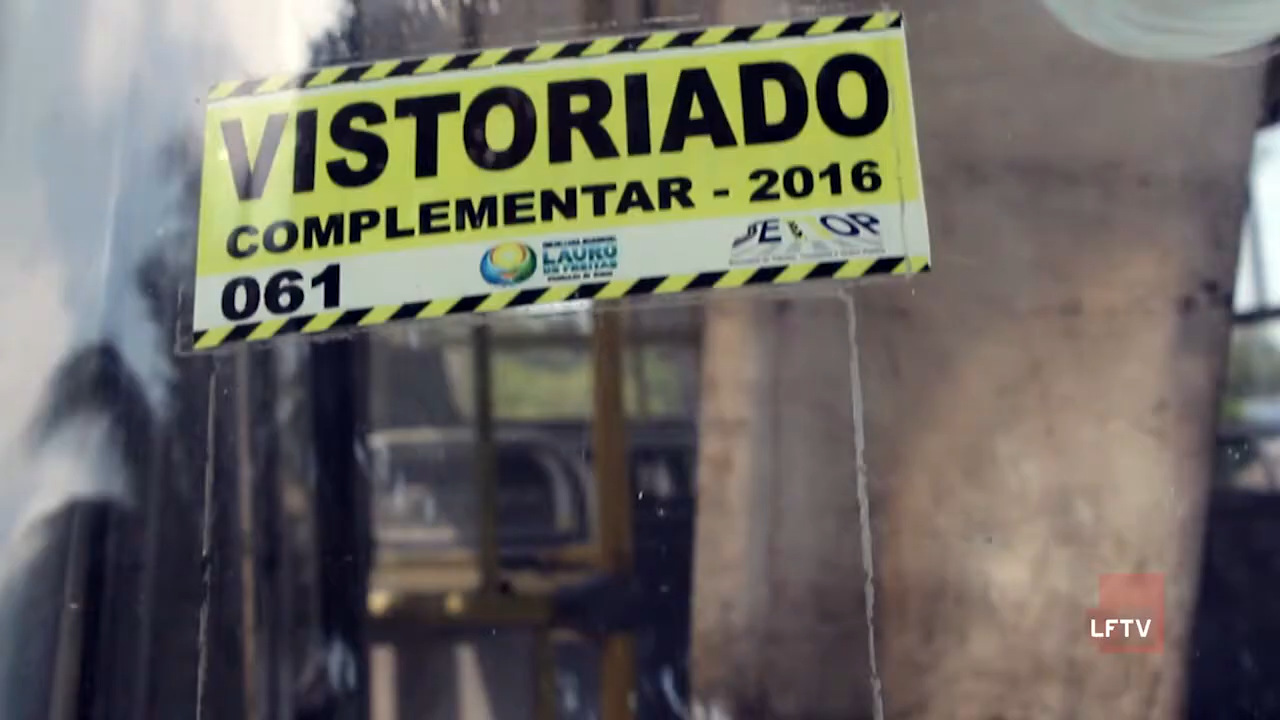 VISTORIADO
COMPLEMENTAR - 2016
061
LAURO
DE FREITAS
LFTV